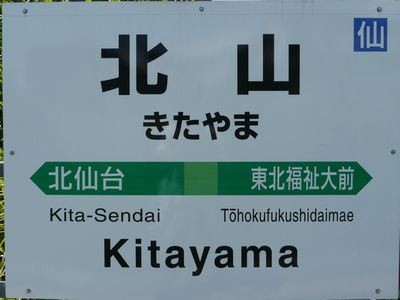 仙
北山
きたやま
北仙台 東北福祉大前
Kita-Sendai Tōhokufukushidaimae
Kitayama